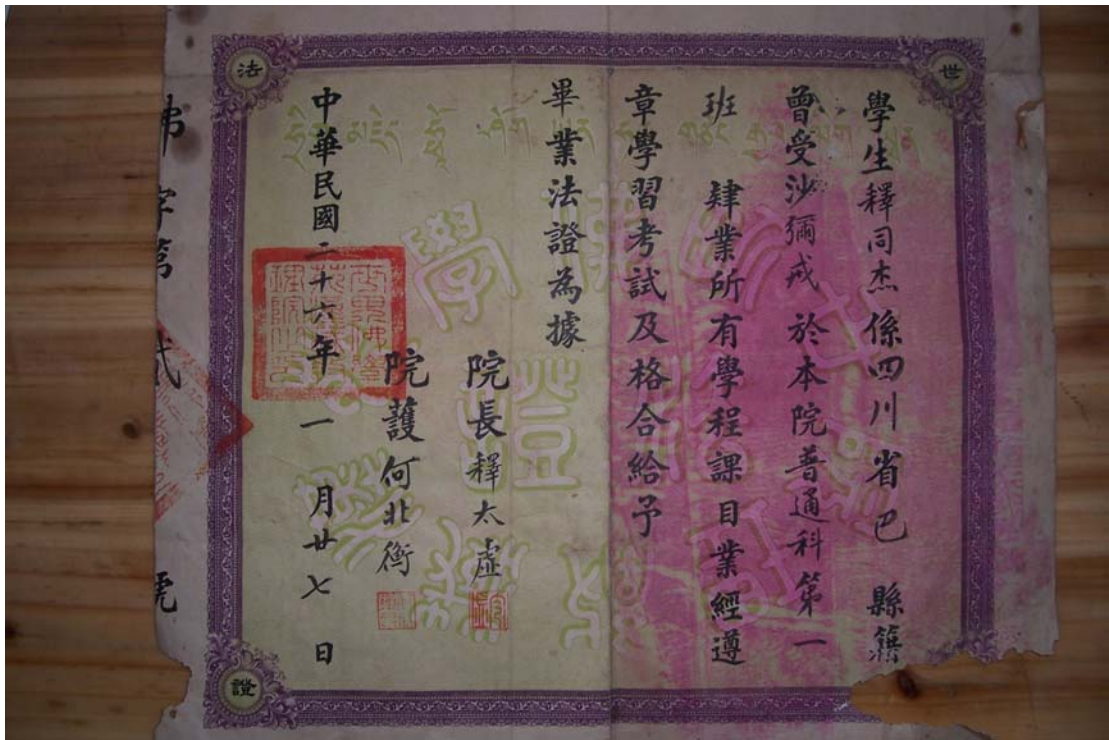 學生釋同杰係四川省巴 縣籍
曾受沙彌戒 於本院普通科第一
班 肄業所有學程課目業經遵
章學習考試及格合給予
畢業法證為據
院長釋太虛
院護何北衡
中華民國二十六年一月廿七日
世
法
證